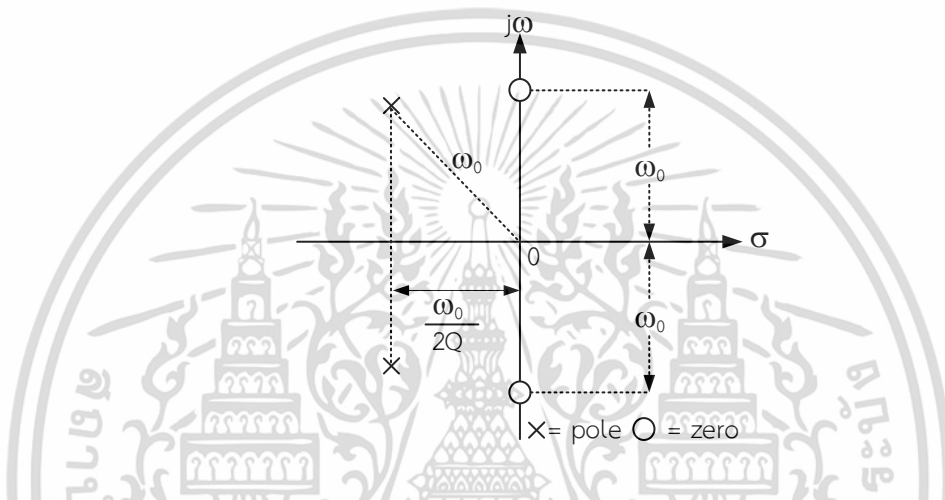 jω
ω₀
ω₀
σ
0
ω₀
2Q
ω₀
×= pole ○ = zero